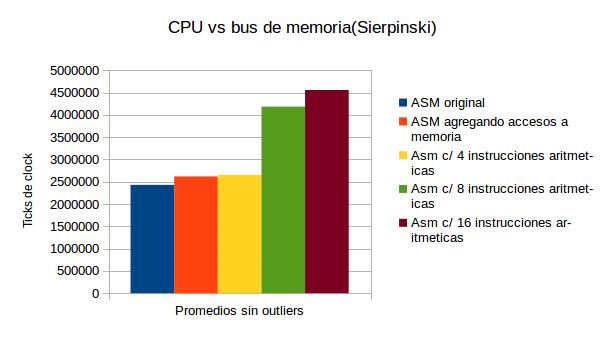 CPU vs bus de memoria(Sierpinski)
5000000
4500000
4000000
3500000
3000000
2500000
2000000
1500000
1000000
500000
0
Ticks de clock
Promedios sin outliers
ASM original
ASM agregando accesos a
memoria
Asm c/ 4 instrucciones aritmet-
icas
Asm c/ 8 instrucciones aritmet-
icas
Asm c/ 16 instrucciones ar-
itmeticas